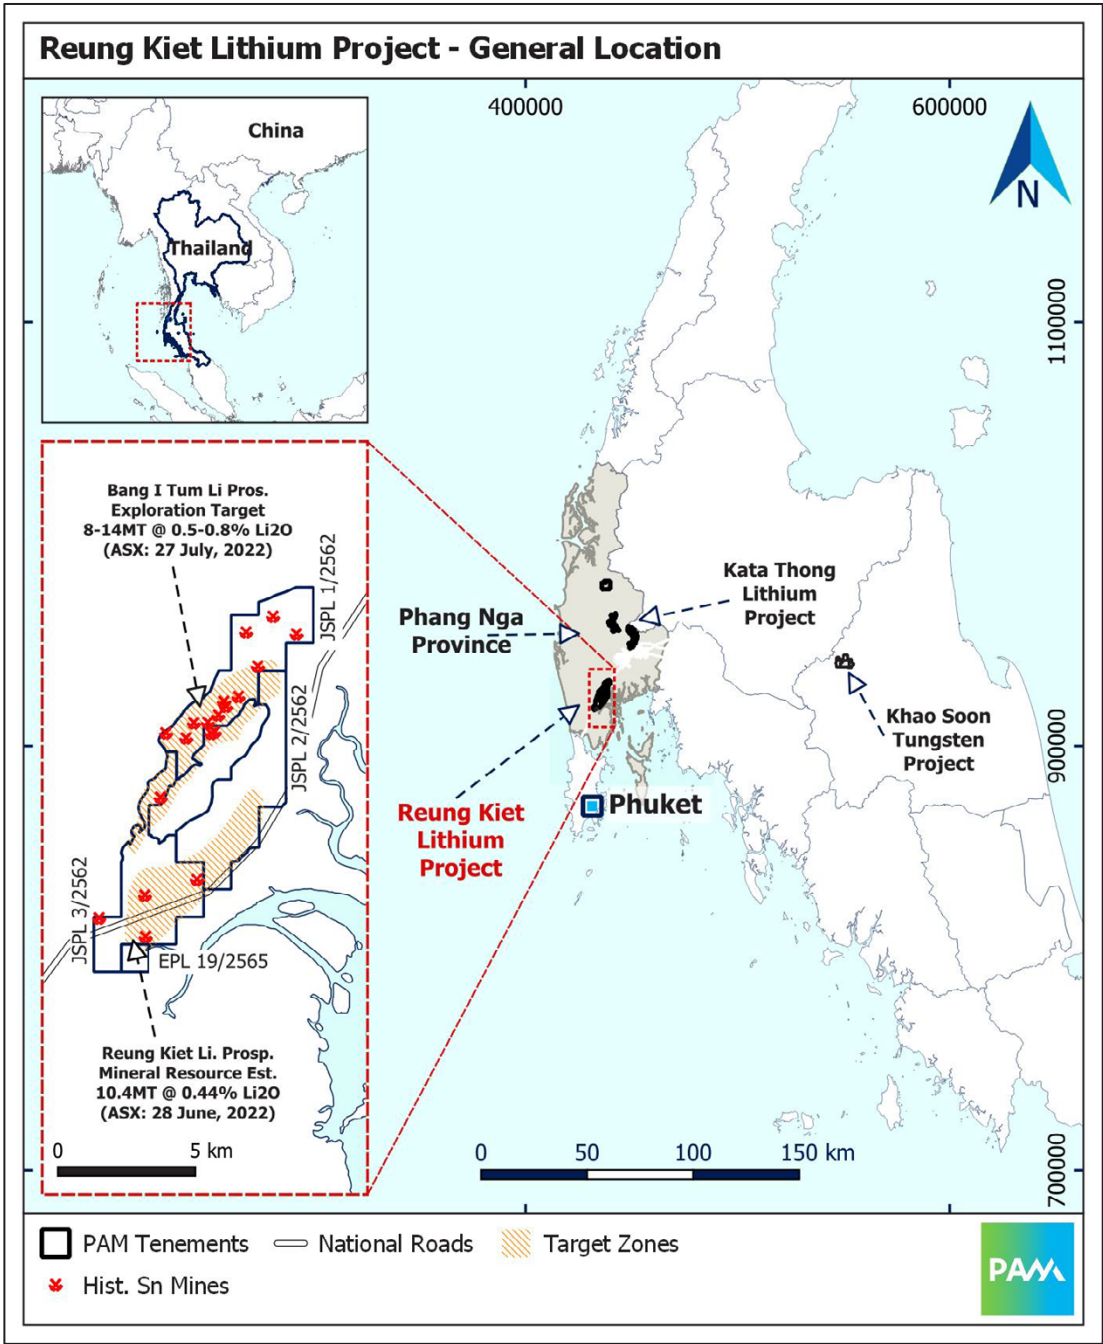 Reung Kiet Lithium Project - General Location
400000
600000
China
Thailand
N
1100000
Bang I Tum Li Pros.
Exploration Target
8-14MT @ 0.5-0.8% Li2O
(ASX: 27 July, 2022)
JSPL 1/2562
JSPL 2/2562
JSPL 3/2562
EPL 19/2565
Reung Kiet Li. Prosp.
Mineral Resource Est.
10.4MT @ 0.44% Li2O
(ASX: 28 June, 2022)
0
5 km
Phang Nga
Province
Kata Thong
Lithium
Project
Khao Soon
Tungsten
Project
Reung Kiet
Lithium
Project
Phuket
900000
700000
0
50
100
150 km
PAM Tenements
National Roads
Target Zones
Hist. Sn Mines
PAM